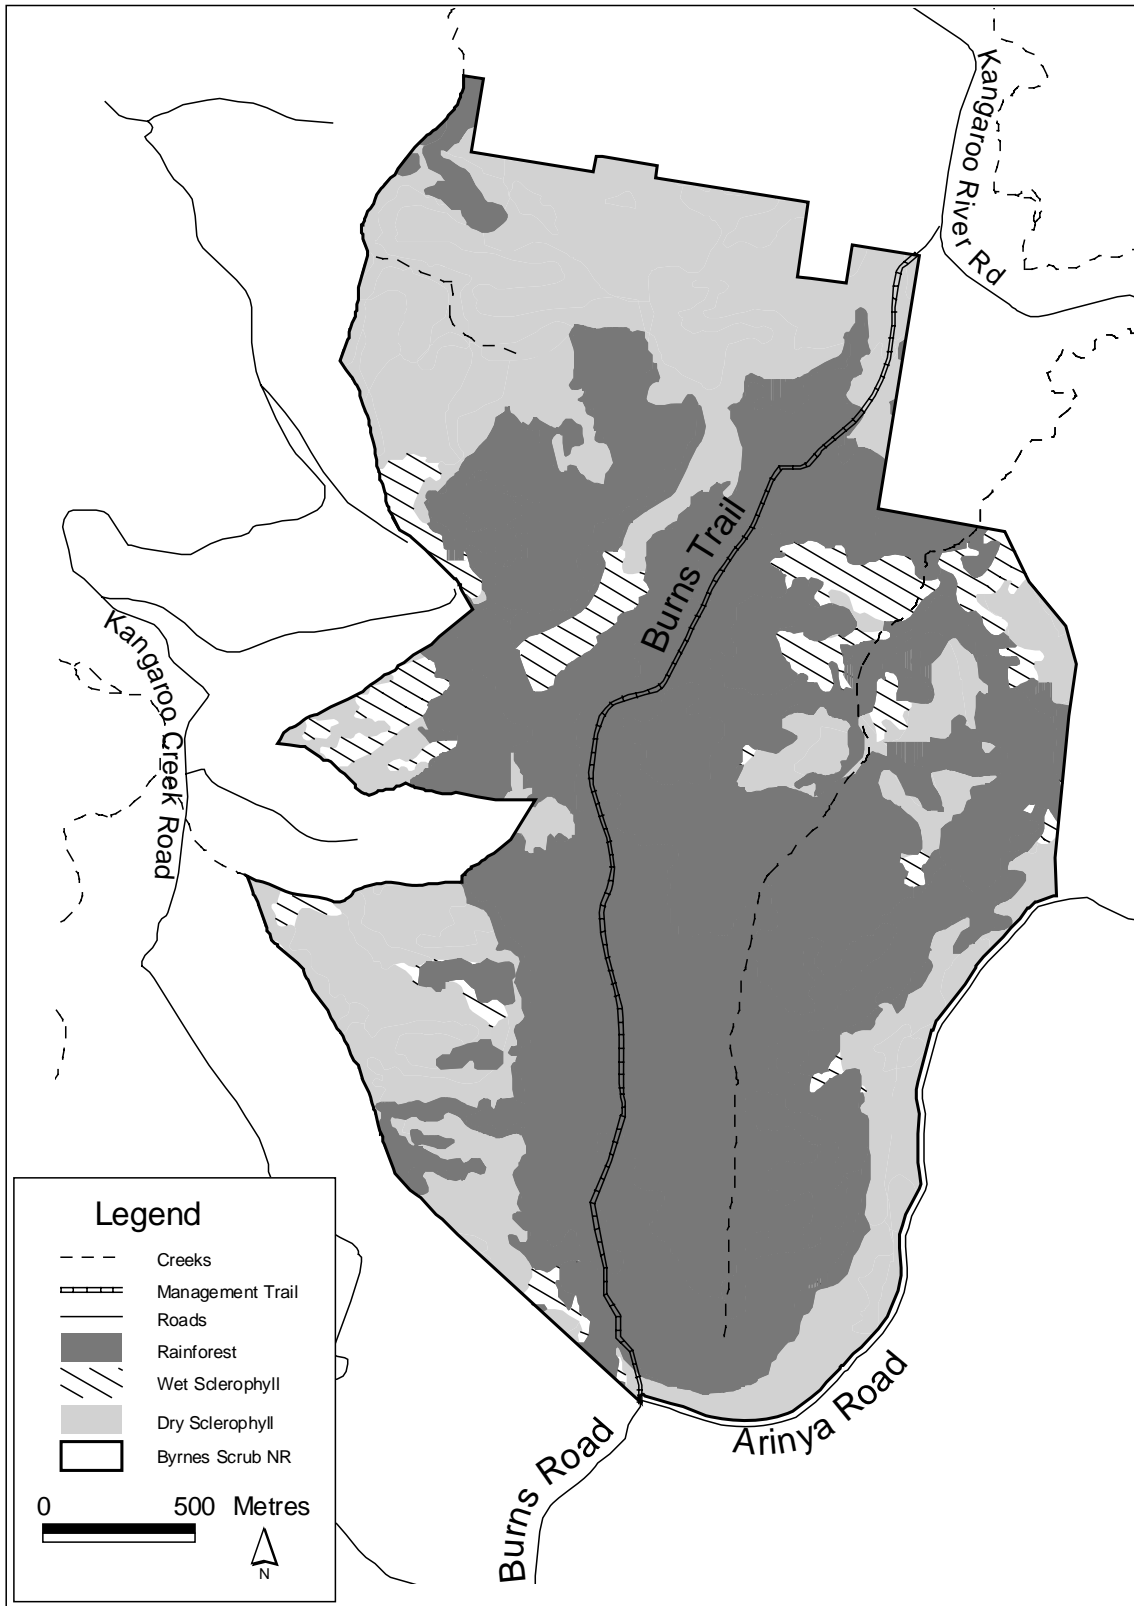 Kangaroo River Rd
Burns Trail
Kangaroo Creek Road
Legend
Creeks
Management Trail
Roads
Rainforest
Wet Sclerophyll
Dry Sclerophyll
Byrnes Scrub NR
0 500 Metres
N
Arinya Road
Burns Road